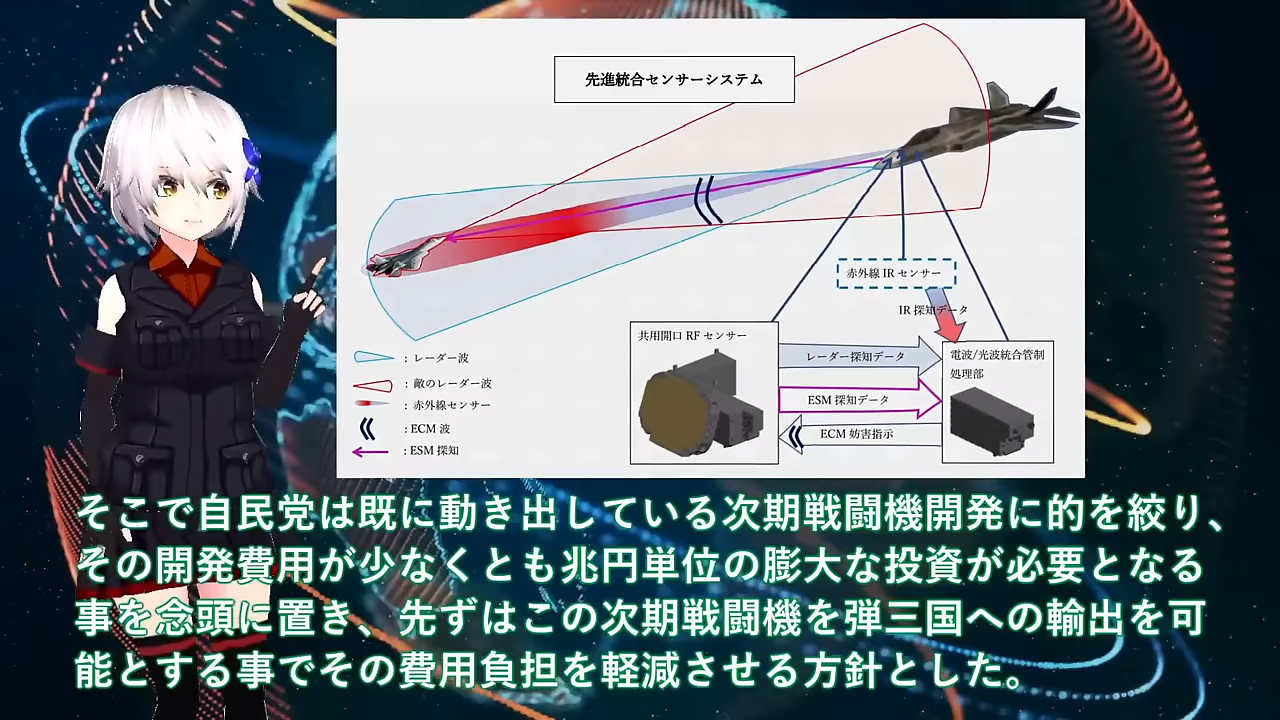 先進統合センサーシステム
赤外線 IR センサー
IR 探知データ
共用開口 RF センサー
電波/光波統合管制
処理部
レーダー探知データ
ESM 探知データ
ECM 妨害指示
：レーダー波
：敵のレーダー波
：赤外線センサー
：ECM 波
：ESM 探知
そこで自民党は既に動き出している次期戦闘機開発に的を絞り、
その開発費用が少なくとも兆円単位の膨大な投資が必要となる
事を念頭に置き、先ずはこの次期戦闘機を弾三国への輸出を可
能とする事でその費用負担を軽減させる方針とした。